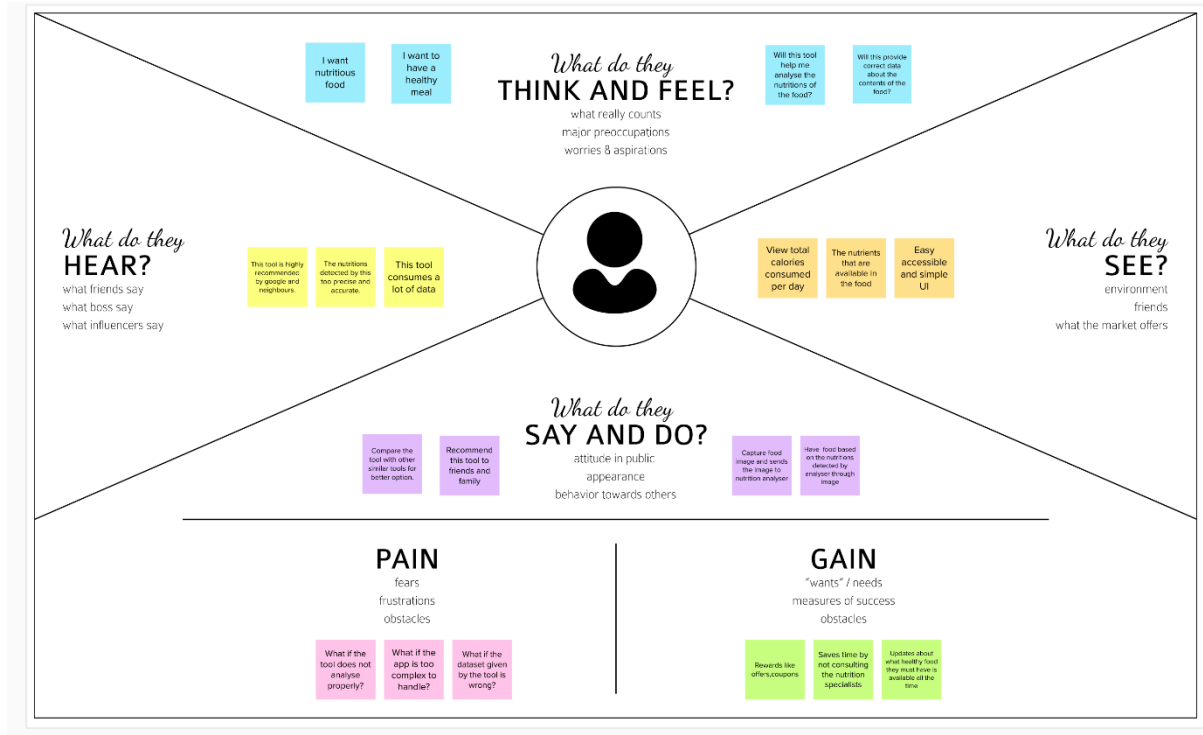 What do they
THINK AND FEEL?
what really counts
major preoccupations
worries & aspirations
I want
nutritious
food
I want to
have a
healthy
meal
Will this tool
help me
analyse the
nutritions of
the food?
Will this provide
correct data
about the
contents of the
food?
What do they
HEAR?
what friends say
what boss say
what influencers say
This tool is highly
recommended
by google and
neighbours.
The nutritions
detected by this
too precise and
accurate.
This tool
consumes a
lot of data
What do they
SEE?
environment
friends
what the market offers
View total
calories
consumed
per day
The nutrients
that are
available in
the food
Easy
accessible
and simple
UI
What do they
SAY AND DO?
attitude in public
appearance
behavior towards others
Compare the
tool with other
similer tools for
better option.
Recommend
this tool to
friends and
family
Capture food
image and sends
the image to
nutrition analyser
Have food based
on the nutritions
detected by
analyser through
image
PAIN
fears
frustrations
obstacles
What if the
tool does not
analyse
properly?
What if the
app is too
complex to
handle?
What if the
dataset given
by the tool is
wrong?
GAIN
"wants" / needs
measures of success
obstacles
Rewards like
offers,coupons
Saves time by
not consulting
the nutrition
specialists
Updates about
what healthy food
they must have is
available all the
time